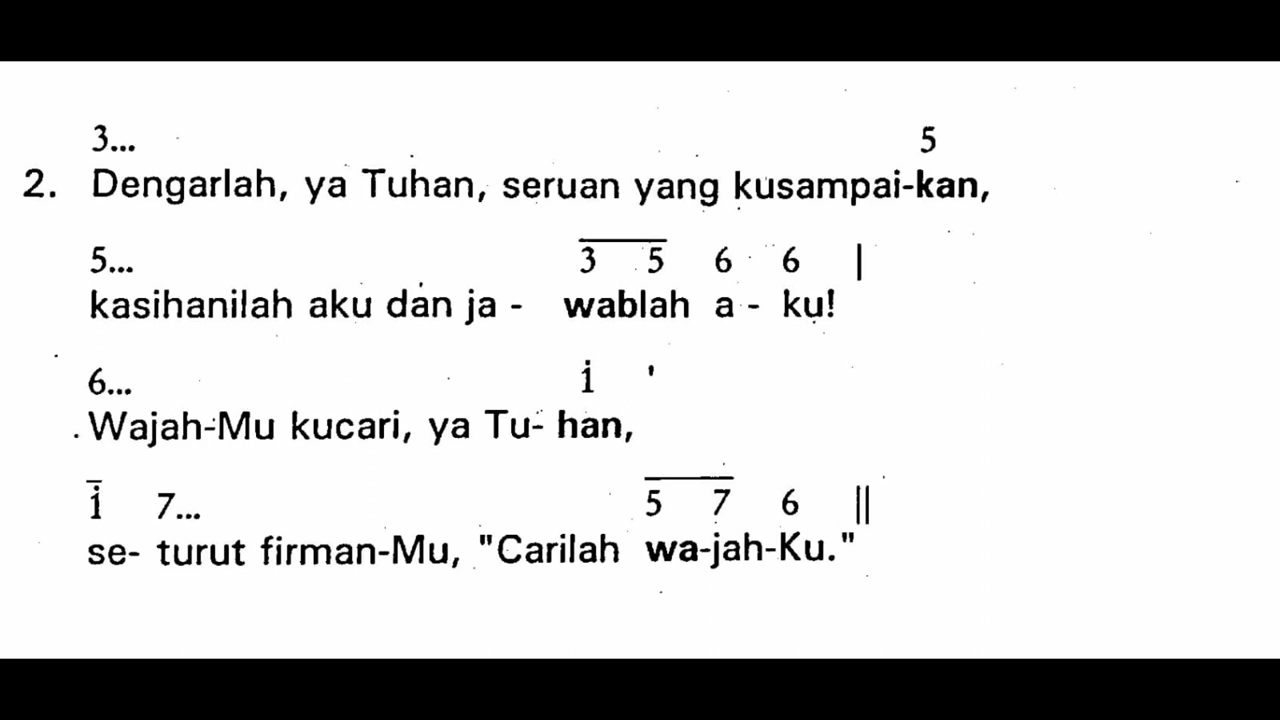 3... 5
2. Dengarlah, ya Tuhan, seruan yang kusampai-kan,
5... 3 5 6 6 |
kasihanilah aku dan ja - wablah a - ku!
6... i '
Wajah-Mu kucari, ya Tu- han,
i 7... 5 7 6 ||
se- turut firman-Mu, "Carilah wa-jah-Ku."